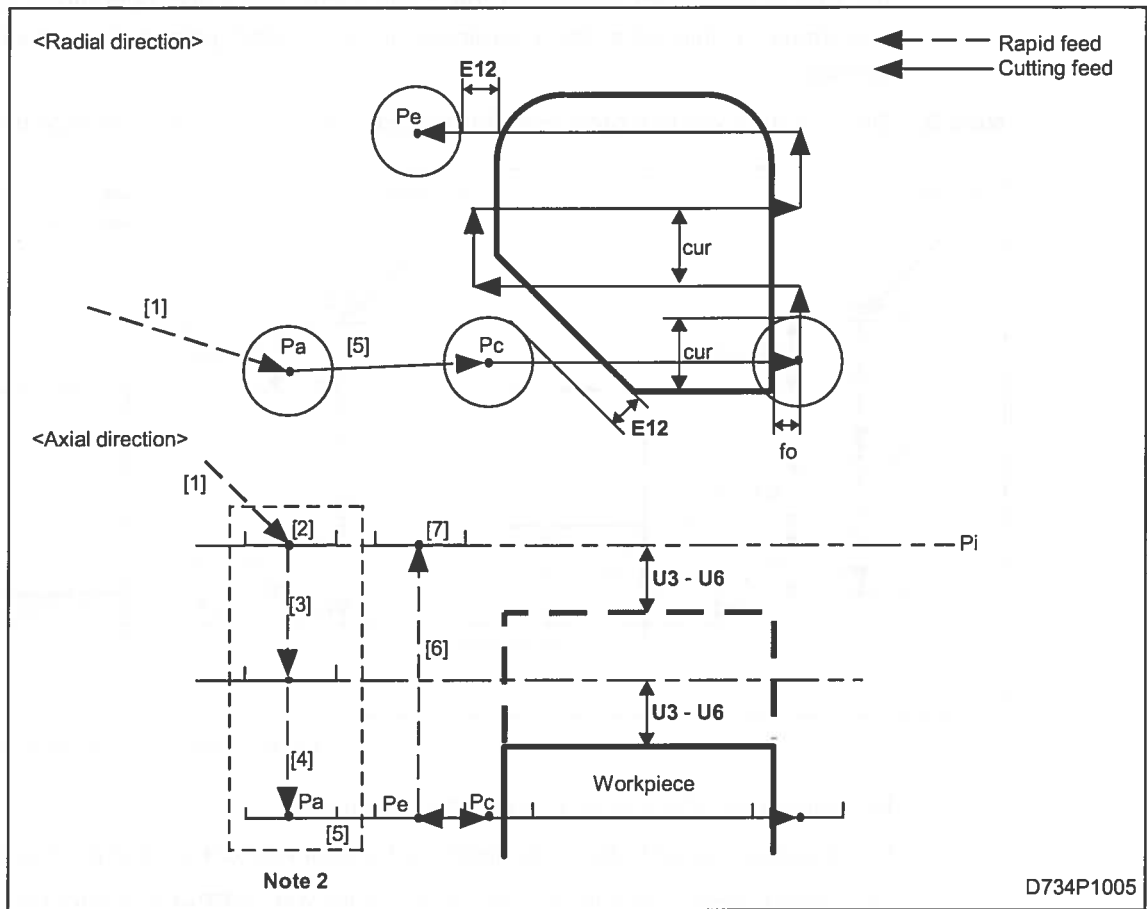 <Radial direction>
Rapid feed
Cutting feed
E12
Pe
cur
[1]
Pa
[5]
Pc
cur
E12
fo
<Axial direction>
[1]
[2]
[7]
Pi
U3 - U6
[3]
[6]
U3 - U6
[4]
Workpiece
Pa
Pe
Pc
[5]
Note 2
D734P1005